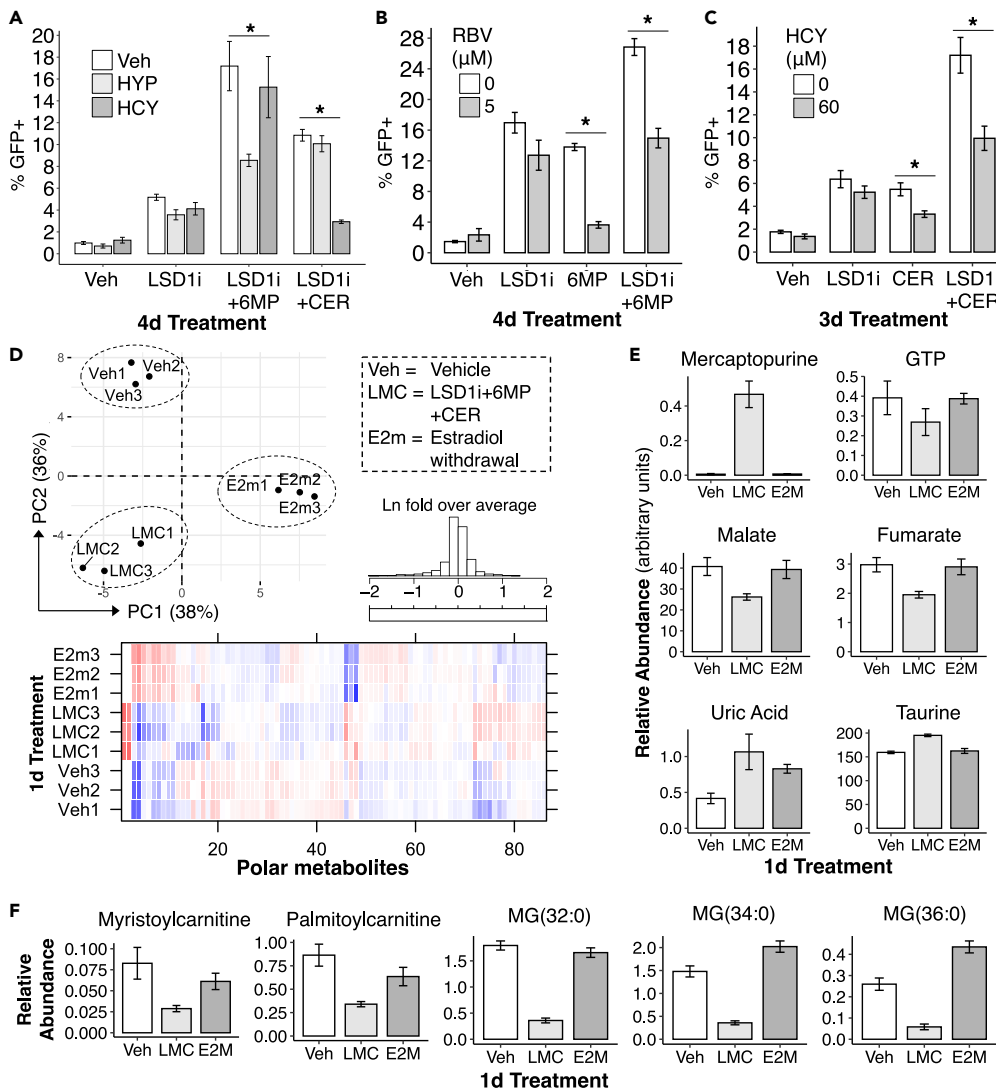 A
% GFP+
20
18
16
14
12
10
8
6
4
2
0
Veh
HYP
HCY
*
*
Veh
LSD1i
LSD1i
+6MP
LSD1i
+CER
4d Treatment
B
% GFP+
28
24
20
16
12
8
4
0
RBV
(μM)
0
5
*
*
Veh
LSD1i
6MP
LSD1i
+6MP
4d Treatment
C
% GFP+
18
16
14
12
10
8
6
4
2
0
HCY
(μM)
0
60
*
*
Veh
LSD1i
CER
LSD1
+CER
3d Treatment
D
PC2 (36%)
8
4
0
-4
Veh1
Veh2
Veh3
E2m1
E2m2
E2m3
LMC1
LMC2
LMC3
-5
0
5
PC1 (38%)
Veh = Vehicle
LMC = LSD1i+6MP
+CER
E2m = Estradiol
withdrawal
Ln fold over average
−2 −1 0 1 2
1d Treatment
E2m3
E2m2
E2m1
LMC3
LMC2
LMC1
Veh3
Veh2
Veh1
20 40 60 80
Polar metabolites
E
Relative Abundance (arbitrary units)
Mercaptopurine
0.4
0.2
0.0
Veh LMC E2M
GTP
0.5
0.4
0.3
0.2
0.1
0.0
Veh LMC E2M
Malate
40
30
20
10
0
Veh LMC E2M
Fumarate
3
2
1
0
Veh LMC E2M
Uric Acid
1.0
0.5
0.0
Veh LMC E2M
Taurine
200
150
100
50
0
Veh LMC E2M
1d Treatment
F
Relative
Abundance
Myristoylcarnitine
0.100
0.075
0.050
0.025
0.000
Veh LMC E2M
Palmitoylcarnitine
1.00
0.75
0.50
0.25
0.00
Veh LMC E2M
MG(32:0)
1.5
1.0
0.5
0.0
Veh LMC E2M
MG(34:0)
2.0
1.5
1.0
0.5
0.0
Veh LMC E2M
MG(36:0)
0.4
0.3
0.2
0.1
0.0
Veh LMC E2M
1d Treatment